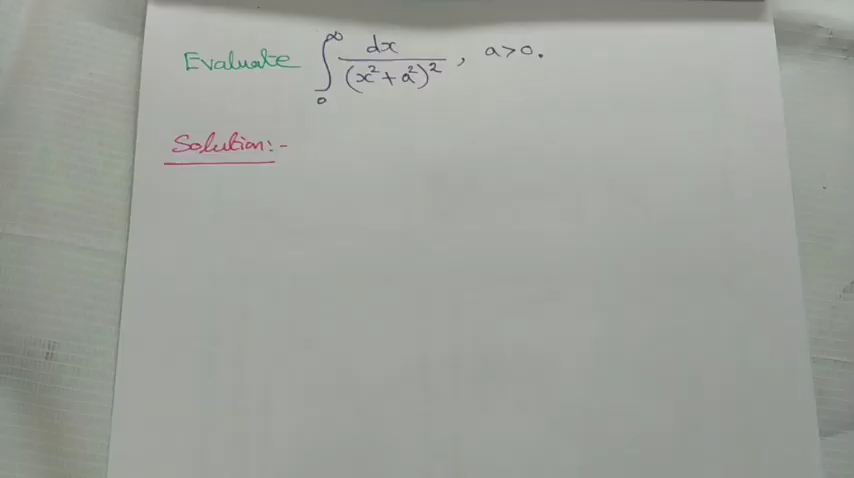 Evaluate ∫₀^∞ dx/(x²+a²)², a>0.
Solution:-